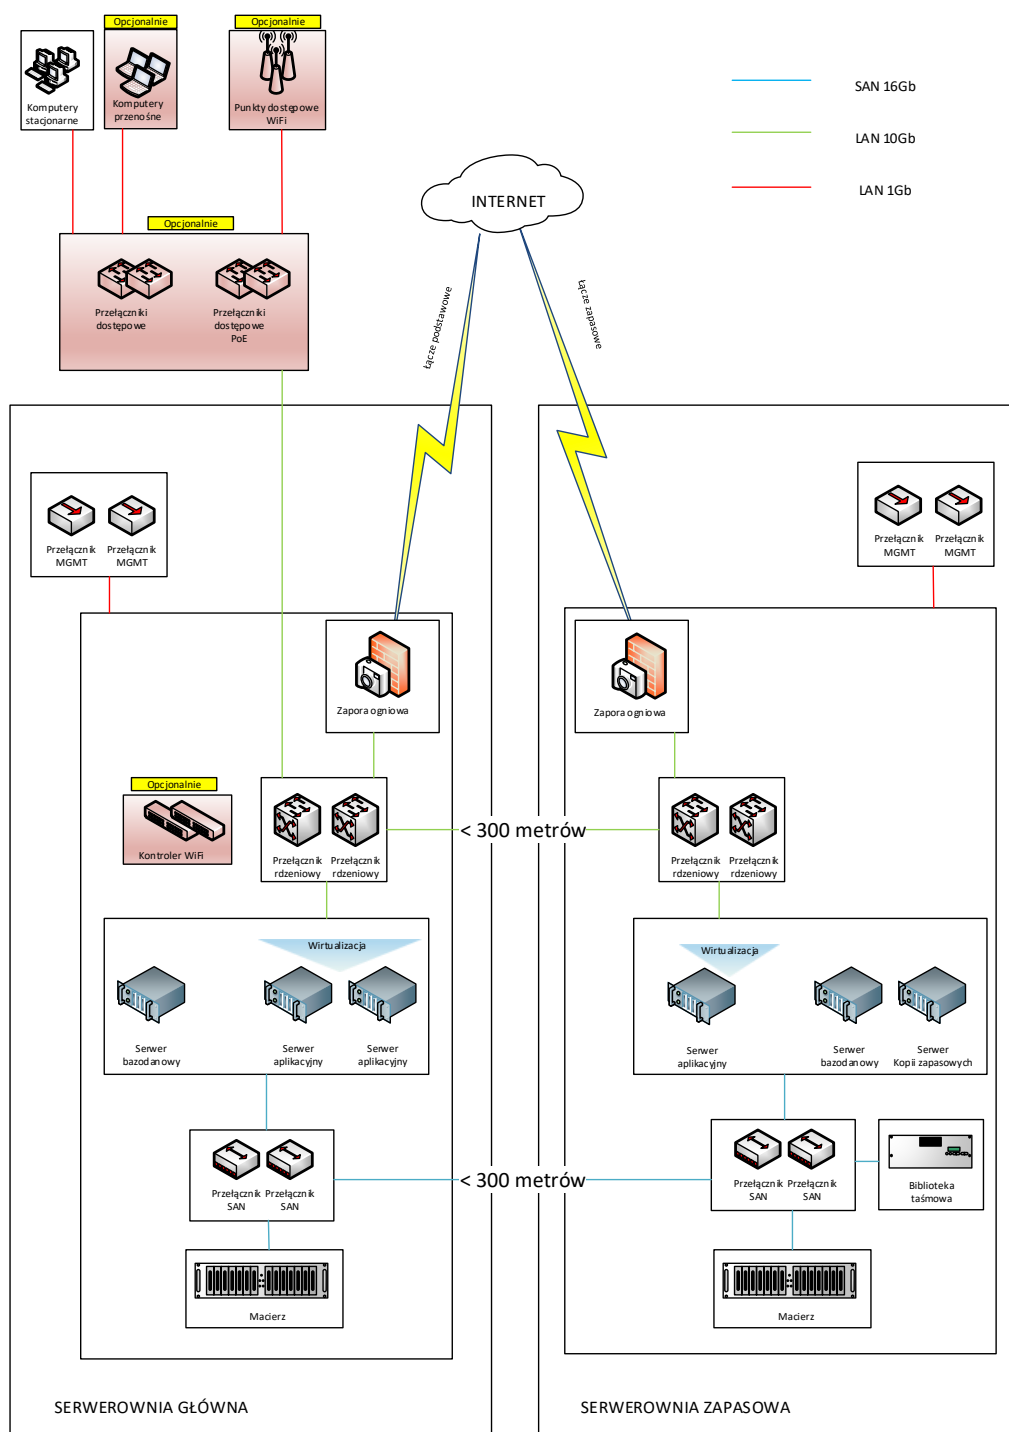 Opcjonalnie
Opcjonalnie
Komputery
stacjonarne
Komputery
przenośne
Punkty dostępowe
WiFi
SAN 16Gb
LAN 10Gb
LAN 1Gb
INTERNET
Opcjonalnie
Przełączniki
dostępowe
Przełączniki
dostępowe
PoE
Łącze podstawowe
Łącze zapasowe
Przełącznik
MGMT
Przełącznik
MGMT
Przełącznik
MGMT
Przełącznik
MGMT
Zapora ogniowa
Zapora ogniowa
Opcjonalnie
Kontroler WiFi
Przełącznik
rdzeniowy
Przełącznik
rdzeniowy
< 300 metrów
Przełącznik
rdzeniowy
Przełącznik
rdzeniowy
Wirtualizacja
Serwer
bazodanowy
Serwer
aplikacyjny
Serwer
aplikacyjny
Wirtualizacja
Serwer
aplikacyjny
Serwer
bazodanowy
Serwer
Kopii zapasowych
Przełącznik
SAN
Przełącznik
SAN
< 300 metrów
Przełącznik
SAN
Przełącznik
SAN
Biblioteka
taśmowa
Macierz
Macierz
SERWEROWNIA GŁÓWNA
SERWEROWNIA ZAPASOWA